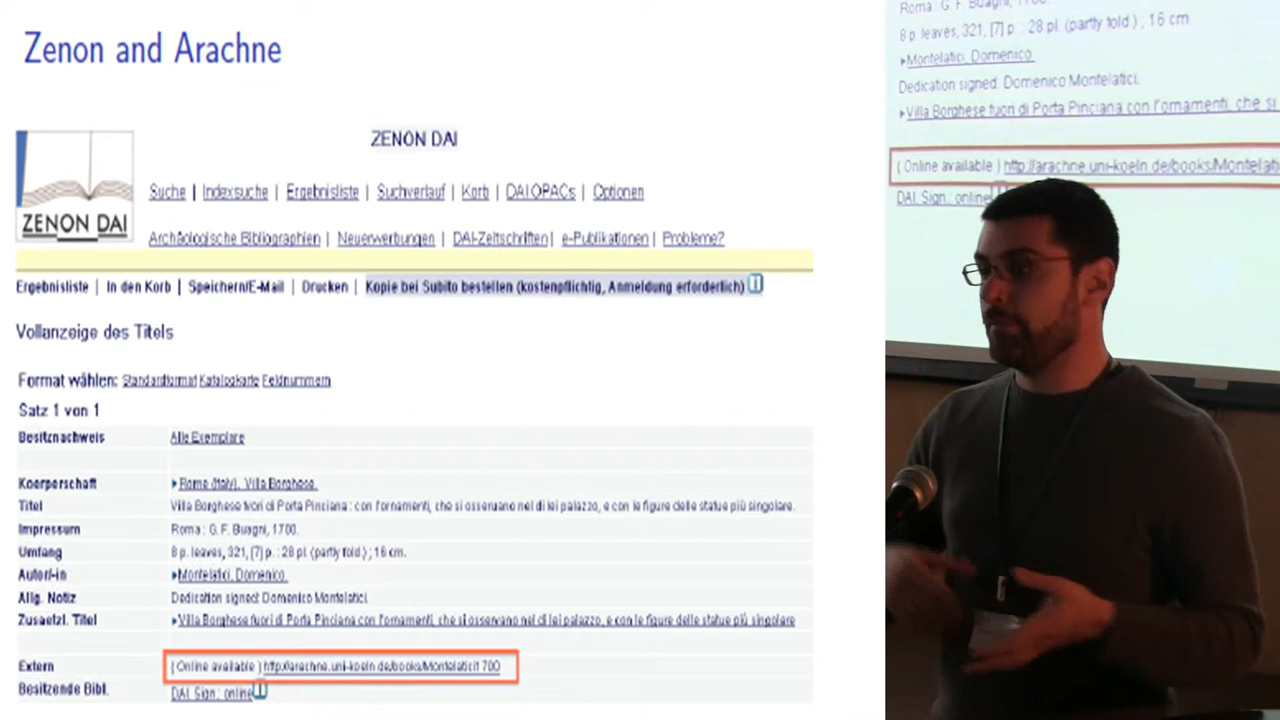 Zenon and Arachne
ZENON DAI
ZENON DAI
Suche | Indexsuche | Ergebnisliste | Suchverlauf | Korb | DAI OPACs | Optionen
Archäologische Bibliographien | Neuerwerbungen | DAI-Zeitschriften | e-Publikationen | Probleme?
Ergebnisliste | In den Korb | Speichern/E-Mail | Drucken | Kopie bei Subito bestellen (kostenpflichtig, Anmeldung erforderlich)
Vollanzeige des Titels
Format wählen: Standardformat Katalogkarte Feldnummern
Satz 1 von 1
Besitznachweis Alle Exemplare
Koerperschaft Rome (Italy). Villa Borghese.
Titel Villa Borghese fuori di Porta Pinciana : con l'ornamenti, che si osseruano nel di lei palazzo, e con le figure delle statue più singolare.
Impressum Roma : G. F. Buagni, 1700.
Umfang 8 p. leaves, 321, [7] p. : 28 pl. (partly fold.) ; 16 cm.
Autor/-in Montelatici, Domenico.
Allg. Notiz Dedication signed: Domenico Montelatici.
Zusaetzl. Titel Villa Borghese fuori di Porta Pinciana con l'ornamenti, che si osseruano nel di lei palazzo, e con le figure delle statue più singolare
Extern ( Online available ) http://arachne.uni-koeln.de/books/Montelatici1700
Besitzende Bibl. DAI, Sign.: online
Roma : G. F. Buagni, 1700.
8 p. leaves, 321, [7] p. : 28 pl. (partly fold.) ; 16 cm.
Montelatici, Domenico.
Dedication signed: Domenico Montelatici.
Villa Borghese fuori di Porta Pinciana con l'ornamenti, che si
( Online available ) http://arachne.uni-koeln.de/books/Montelati
DAI, Sign.: online